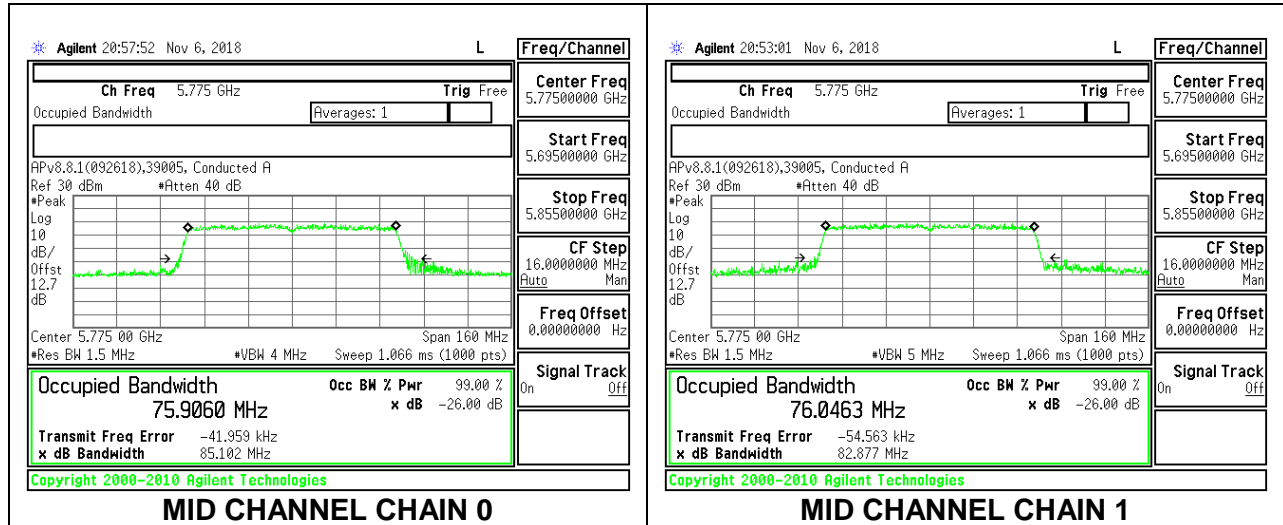 Agilent 20:57:52 Nov 6, 2018 L
Freq/Channel
Ch Freq 5.775 GHz Trig Free
Occupied Bandwidth Averages: 1
Center Freq
5.77500000 GHz
Start Freq
5.69500000 GHz
APv8.8.1(092618),39005, Conducted A
Ref 30 dBm #Atten 40 dB
#Peak
Log
10
dB/
Offst
12.7
dB
Stop Freq
5.85500000 GHz
CF Step
16.0000000 MHz
Auto Man
Freq Offset
0.00000000 Hz
Center 5.775 00 GHz Span 160 MHz
#Res BW 1.5 MHz #VBW 4 MHz Sweep 1.066 ms (1000 pts)
Signal Track
On Off
Occupied Bandwidth Occ BW % Pwr 99.00 %
75.9060 MHz x dB -26.00 dB
Transmit Freq Error -41.959 kHz
x dB Bandwidth 85.102 MHz
Copyright 2000-2010 Agilent Technologies
MID CHANNEL CHAIN 0
Agilent 20:53:01 Nov 6, 2018 L
Freq/Channel
Ch Freq 5.775 GHz Trig Free
Occupied Bandwidth Averages: 1
Center Freq
5.77500000 GHz
Start Freq
5.69500000 GHz
APv8.8.1(092618),39005, Conducted A
Ref 30 dBm #Atten 40 dB
#Peak
Log
10
dB/
Offst
12.7
dB
Stop Freq
5.85500000 GHz
CF Step
16.0000000 MHz
Auto Man
Freq Offset
0.00000000 Hz
Center 5.775 00 GHz Span 160 MHz
#Res BW 1.5 MHz #VBW 5 MHz Sweep 1.066 ms (1000 pts)
Signal Track
On Off
Occupied Bandwidth Occ BW % Pwr 99.00 %
76.0463 MHz x dB -26.00 dB
Transmit Freq Error -54.563 kHz
x dB Bandwidth 82.877 MHz
Copyright 2000-2010 Agilent Technologies
MID CHANNEL CHAIN 1